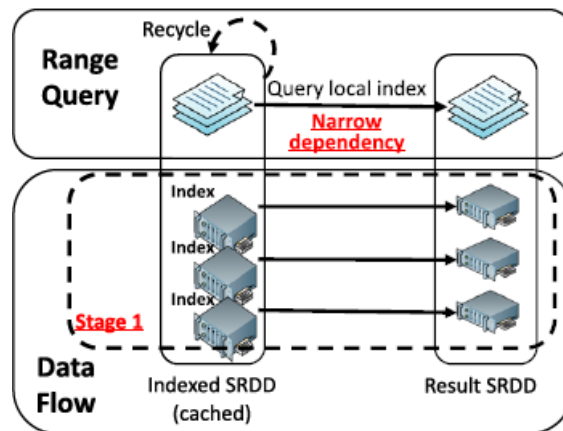 Recycle
Range
Query
Query local index
Narrow
dependency
Index
Index
Index
Stage 1
Data
Flow
Indexed SRDD
(cached)
Result SRDD